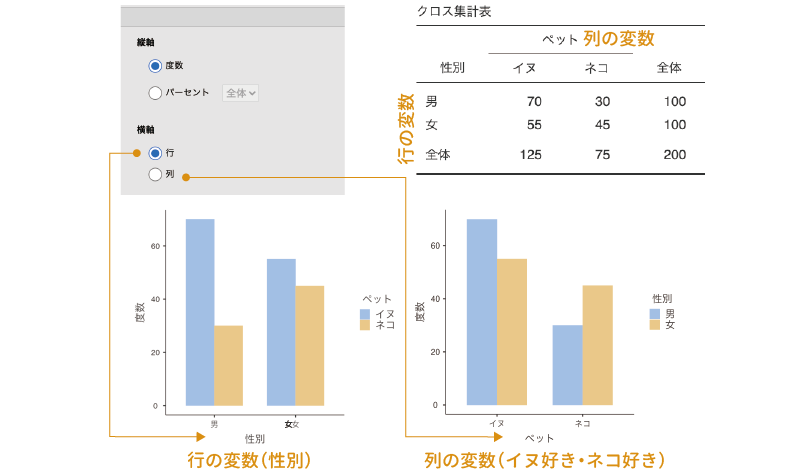 縦軸
度数
パーセント 全体
横軸
行
列
クロス集計表
ペット 列の変数
性別 イヌ ネコ 全体
行の変数
男 70 30 100
女 55 45 100
全体 125 75 200
度数
60
40
20
0
男 女女
性別
ペット
イヌ
ネコ
行の変数（性別）
度数
60
40
20
0
イヌ ネコ
ペット
性別
男
女
列の変数（イヌ好き・ネコ好き）